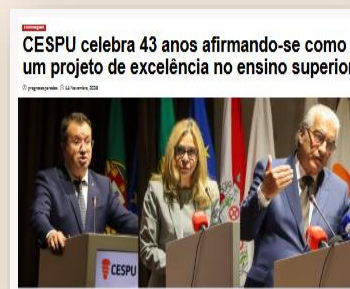 CESPU celebra 43 anos afirmando-se como
um projeto de excelência no ensino superior
CESPU